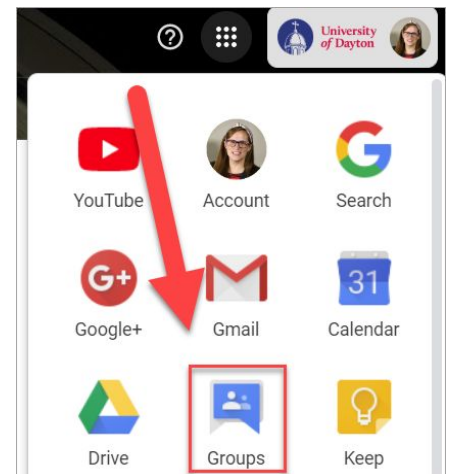 University
of Dayton
YouTube
Account
Search
G+
31
Google+
Gmail
Calendar
Drive
Groups
Keep